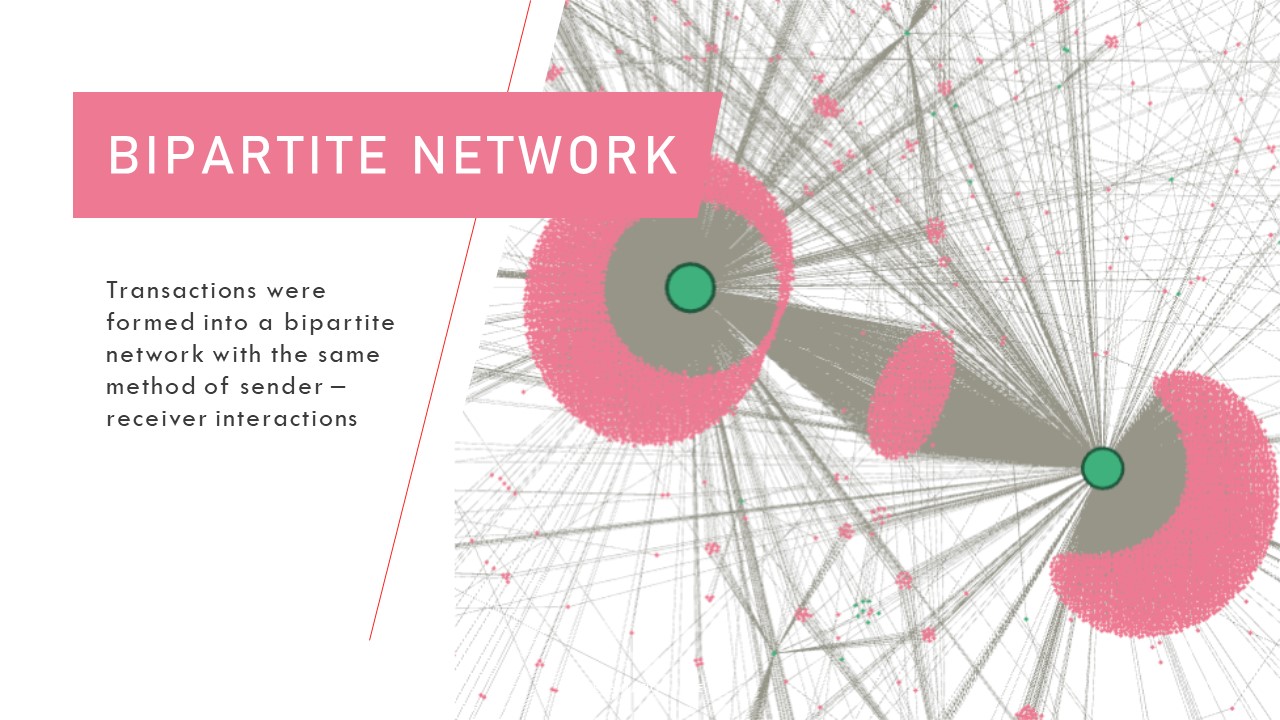 BIPARTITE NETWORK
Transactions were
formed into a bipartite
network with the same
method of sender –
receiver interactions